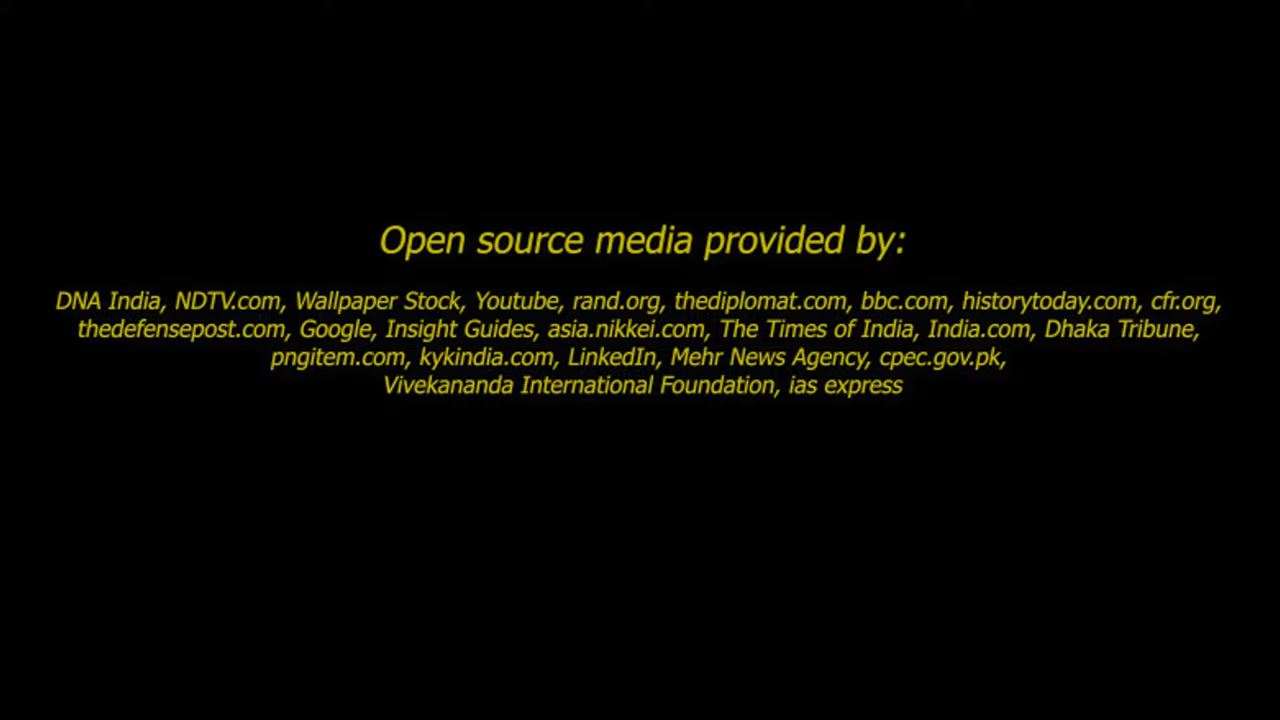 Open source media provided by:
DNA India, NDTV.com, Wallpaper Stock, Youtube, rand.org, thediplomat.com, bbc.com, historytoday.com, cfr.org,
thedefensepost.com, Google, Insight Guides, asia.nikkei.com, The Times of India, India.com, Dhaka Tribune,
pngitem.com, kykindia.com, LinkedIn, Mehr News Agency, cpec.gov.pk,
Vivekananda International Foundation, ias express